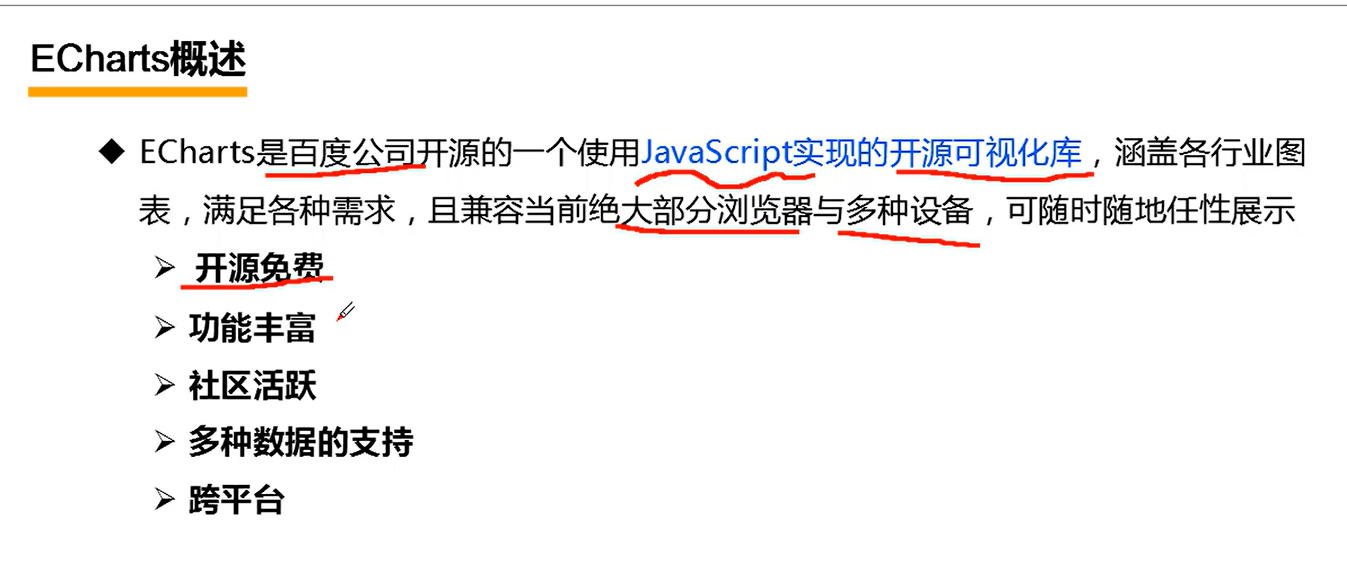 ECharts概述
◆ ECharts是百度公司开源的一个使用JavaScript实现的开源可视化库，涵盖各行业图
表，满足各种需求，且兼容当前绝大部分浏览器与多种设备，可随时随地任性展示
➢ 开源免费
➢ 功能丰富
➢ 社区活跃
➢ 多种数据的支持
➢ 跨平台